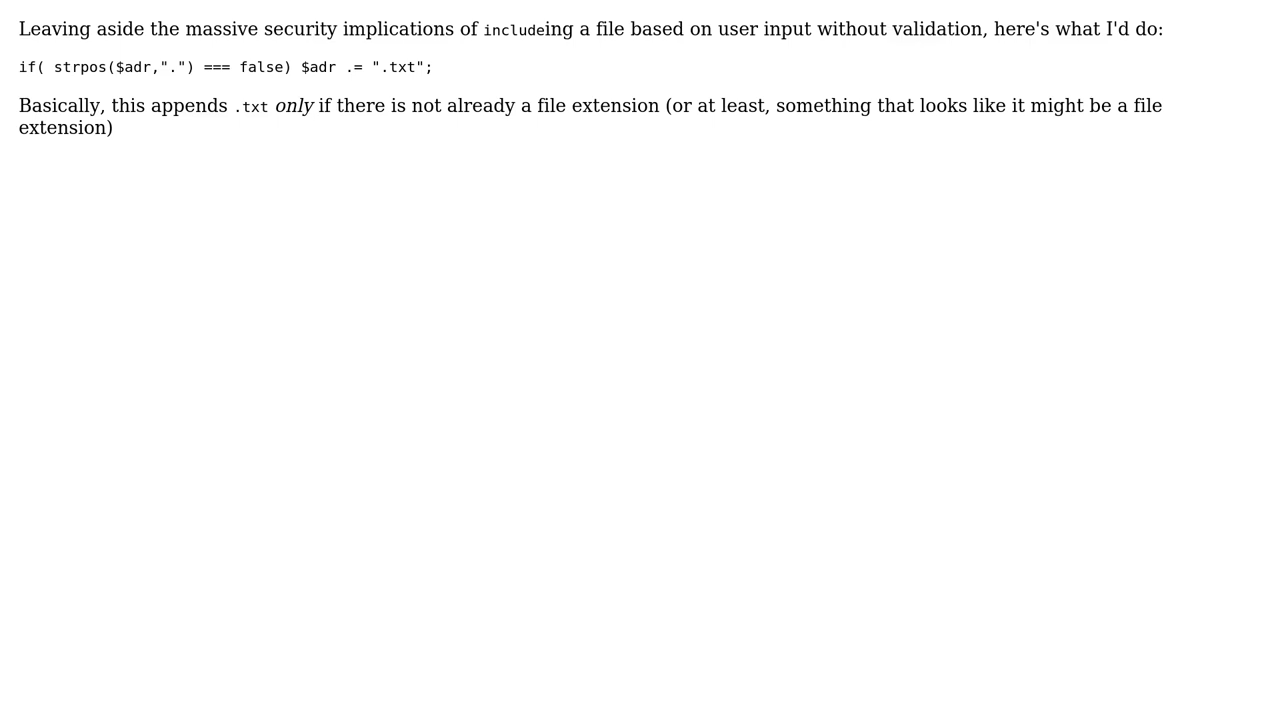 Leaving aside the massive security implications of includeing a file based on user input without validation, here's what I'd do:
if( strpos($adr,".") === false) $adr .= ".txt";
Basically, this appends .txt only if there is not already a file extension (or at least, something that looks like it might be a file
extension)